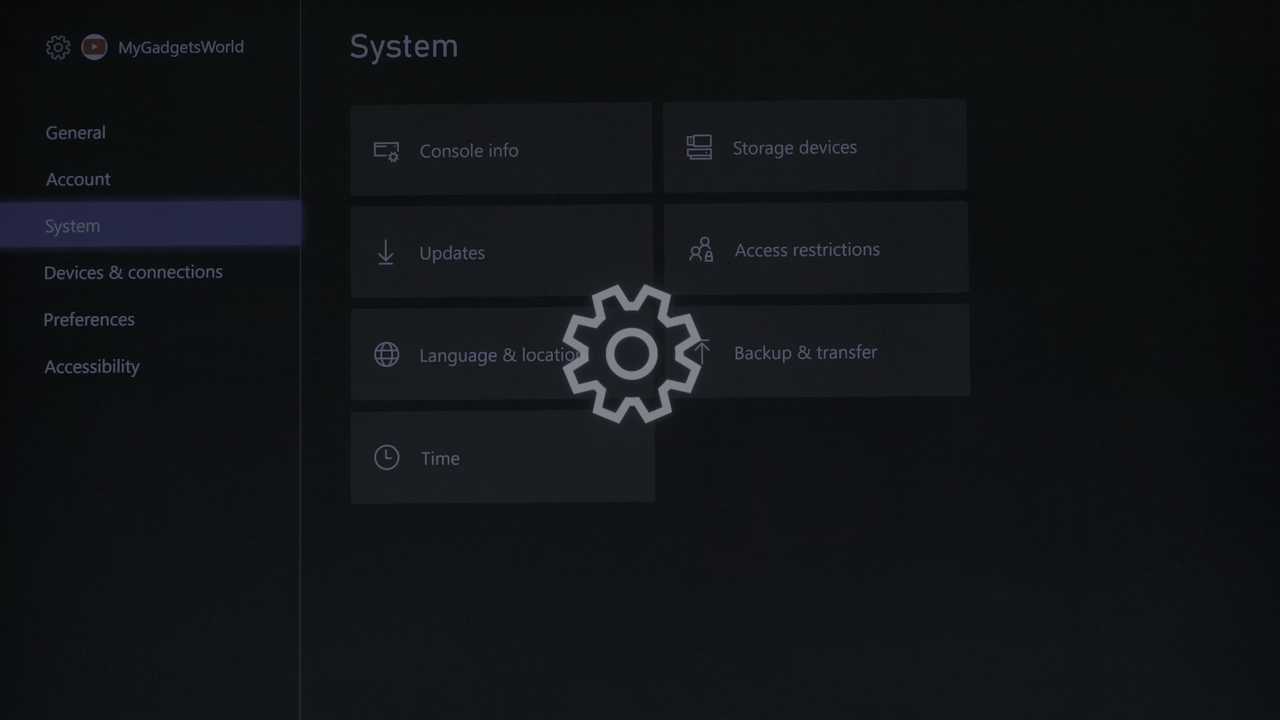 MyGadgetsWorld
General
Account
System
Devices & connections
Preferences
Accessibility
System
Console info
Storage devices
Updates
Access restrictions
Language & locatio
Backup & transfer
Time